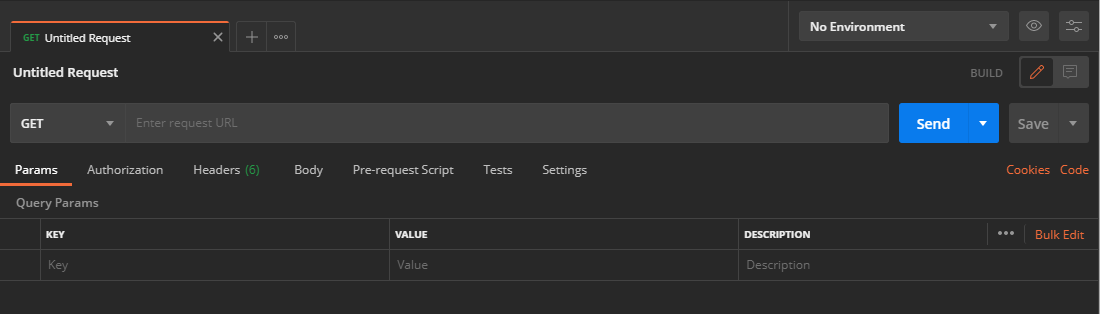 GET Untitled Request
No Environment
Untitled Request
BUILD
GET
Enter request URL
Send
Save
Params Authorization Headers (6) Body Pre-request Script Tests Settings Cookies Code
Query Params
KEY VALUE DESCRIPTION Bulk Edit
Key Value Description